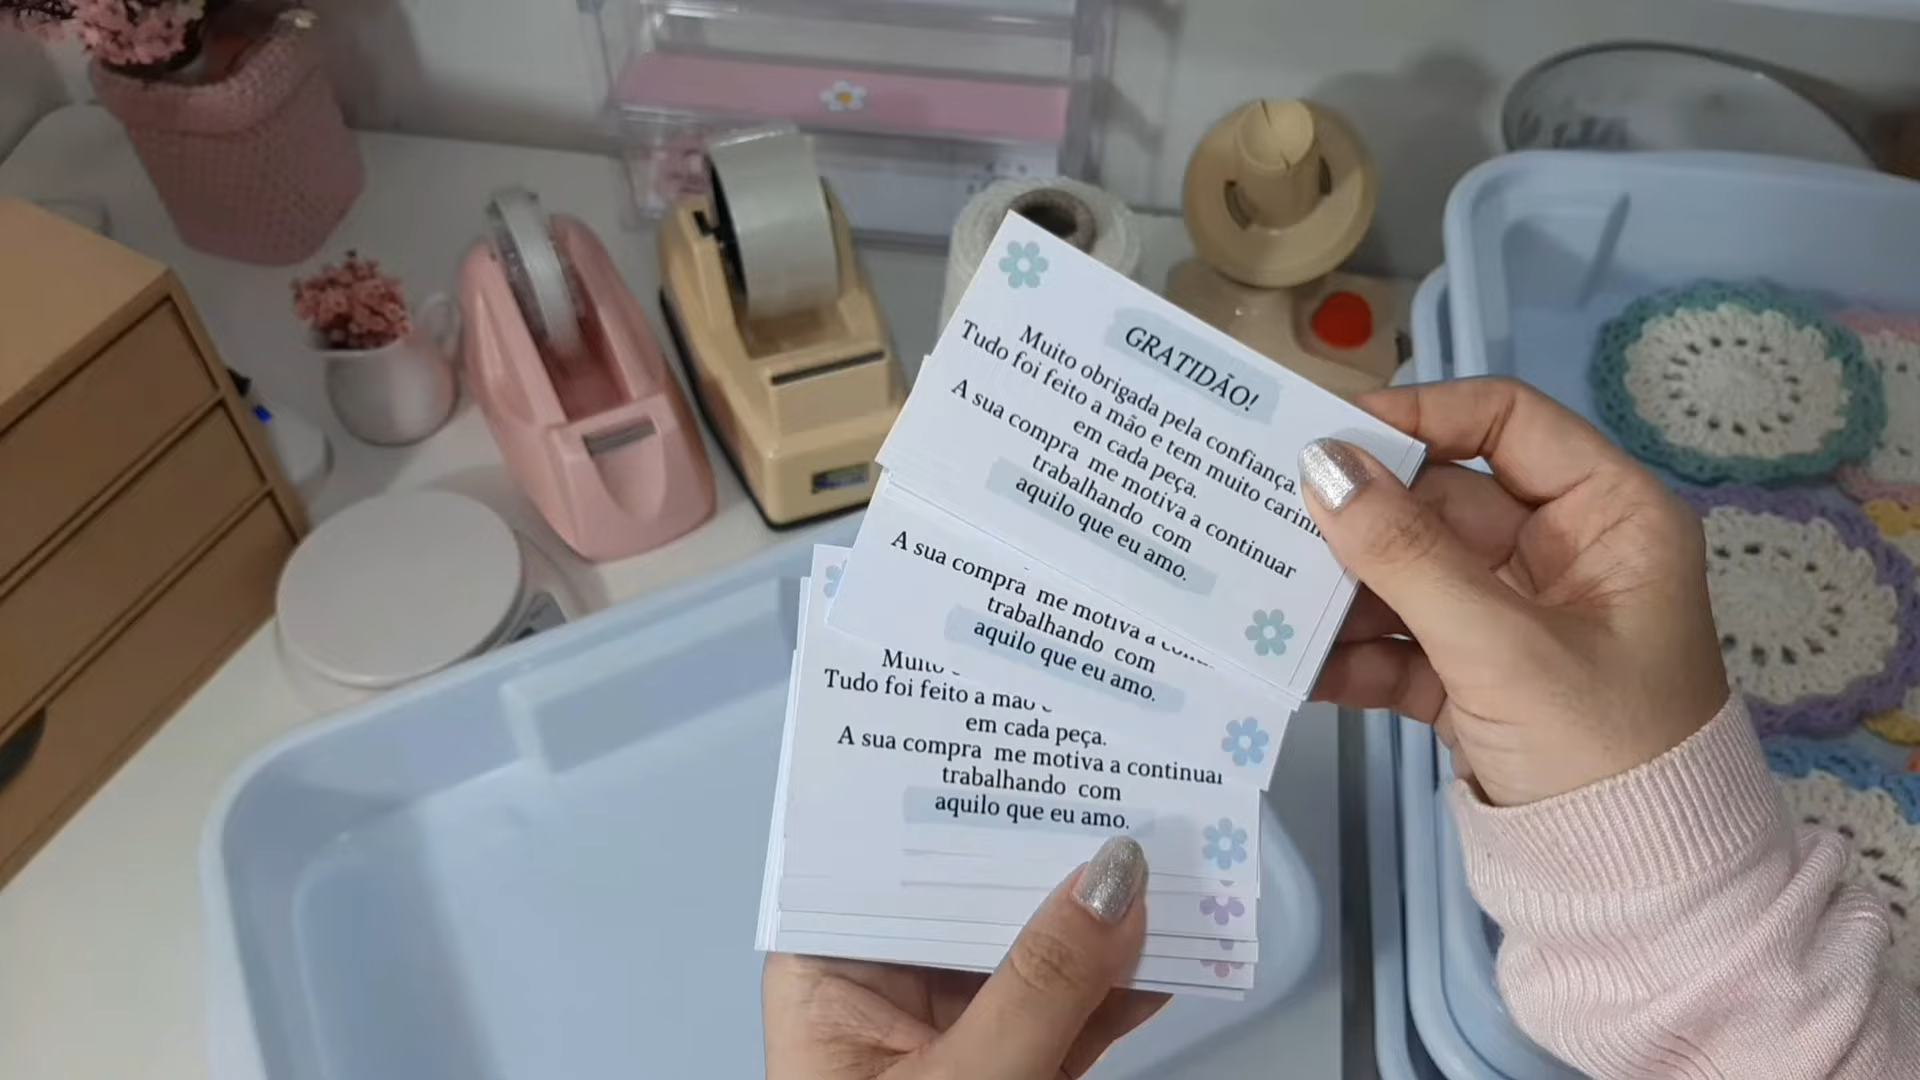 GRATIDÃO!
Muito obrigada pela confiança.
Tudo foi feito a mão e tem muito
em cada peça.
A sua compra me motiva a continuar
trabalhando com
aquilo que eu amo.
A sua compra me motiva a
trabalhando com
aquilo que eu amo.
Tudo foi feito a
em cada peça.
A sua compra me motiva a continuar
trabalhando com
aquilo que eu amo.